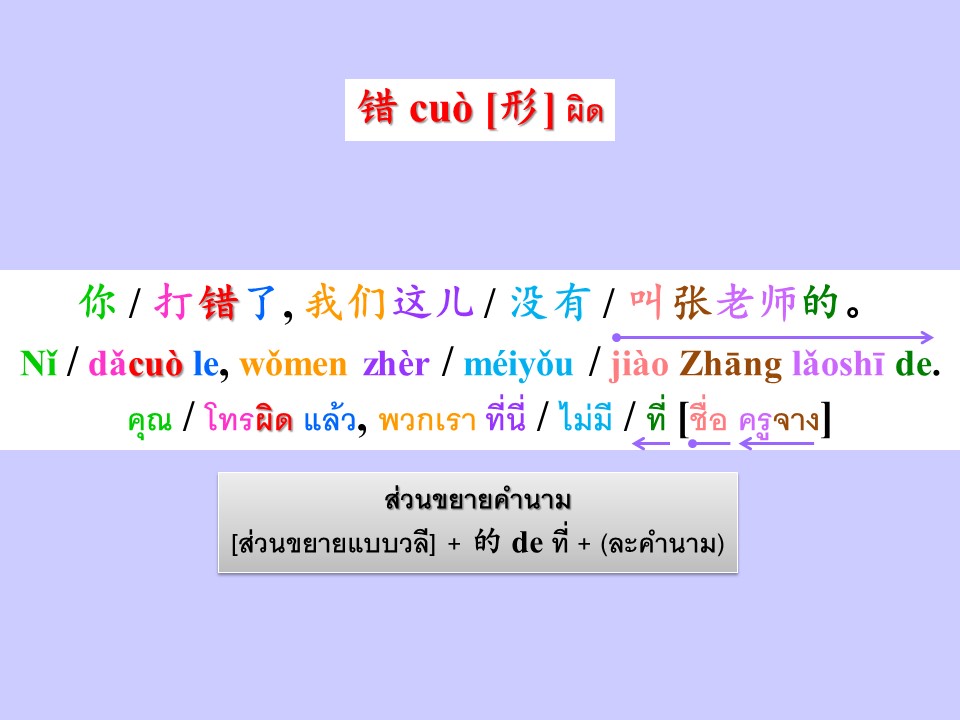 错 cuò [形] ผิด
你 / 打错了, 我们这儿 / 没有 / 叫张老师的。
Nǐ / dǎcuò le, wǒmen zhèr / méiyǒu / jiào Zhāng lǎoshī de.
คุณ / โทรผิด แล้ว, พวกเรา ที่นี่ / ไม่มี / ที่ [ชื่อ ครูจาง]
ส่วนขยายคำนาม
[ส่วนขยายแบบวลี] + 的 de ที่ + (ละคำนาม)